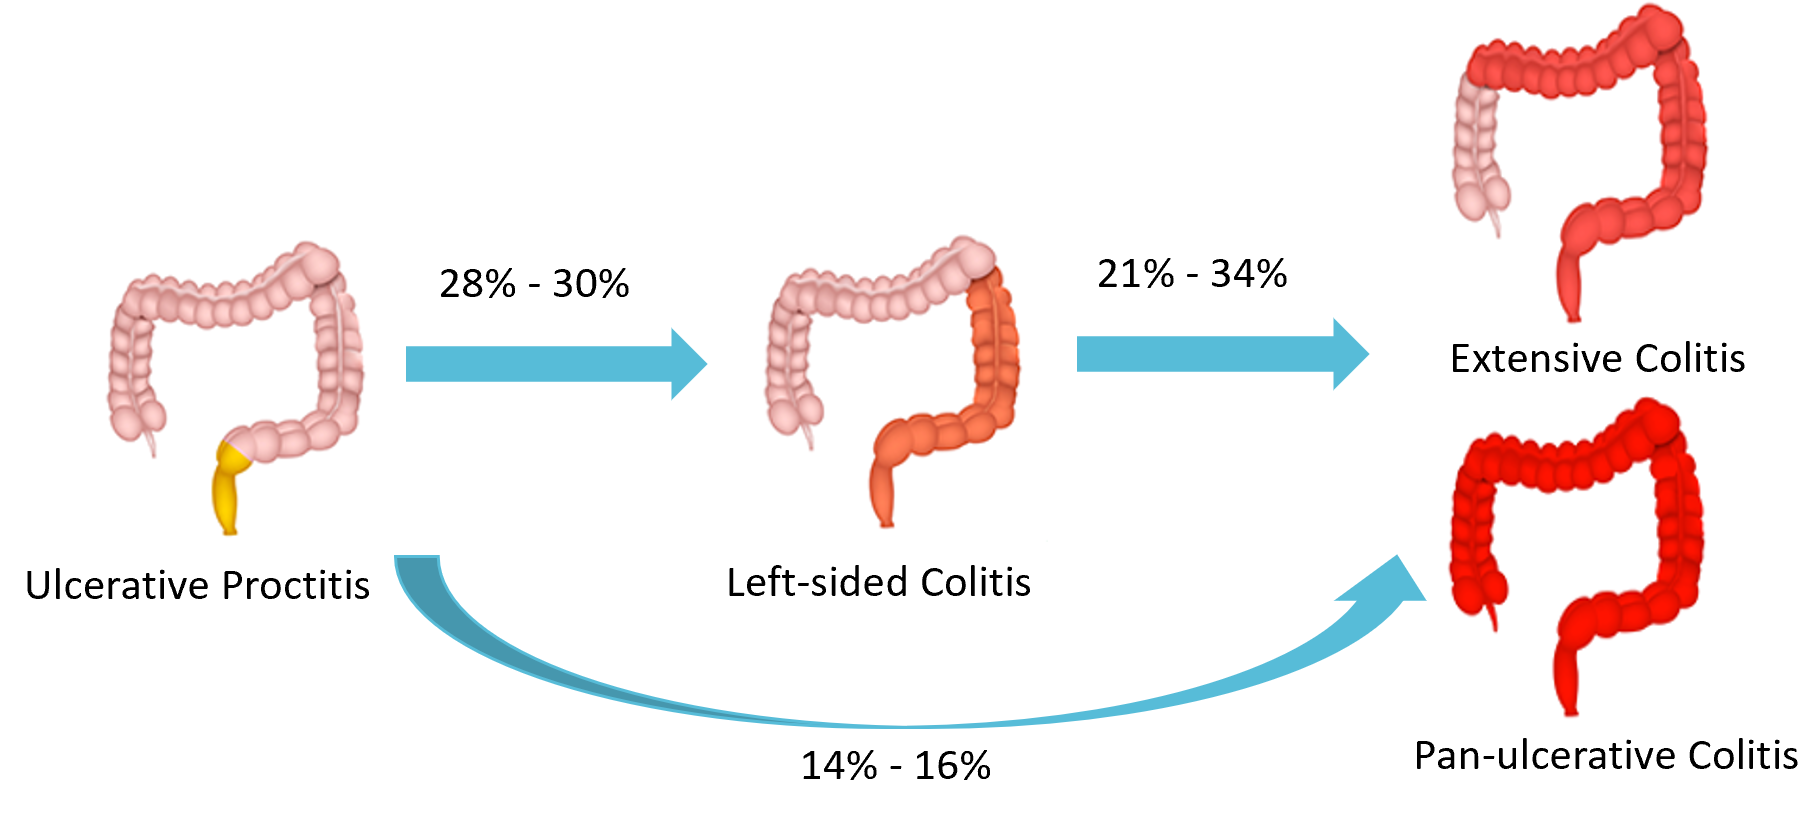 28% - 30%
21% - 34%
Extensive Colitis
Ulcerative Proctitis
Left-sided Colitis
14% - 16%
Pan-ulcerative Colitis